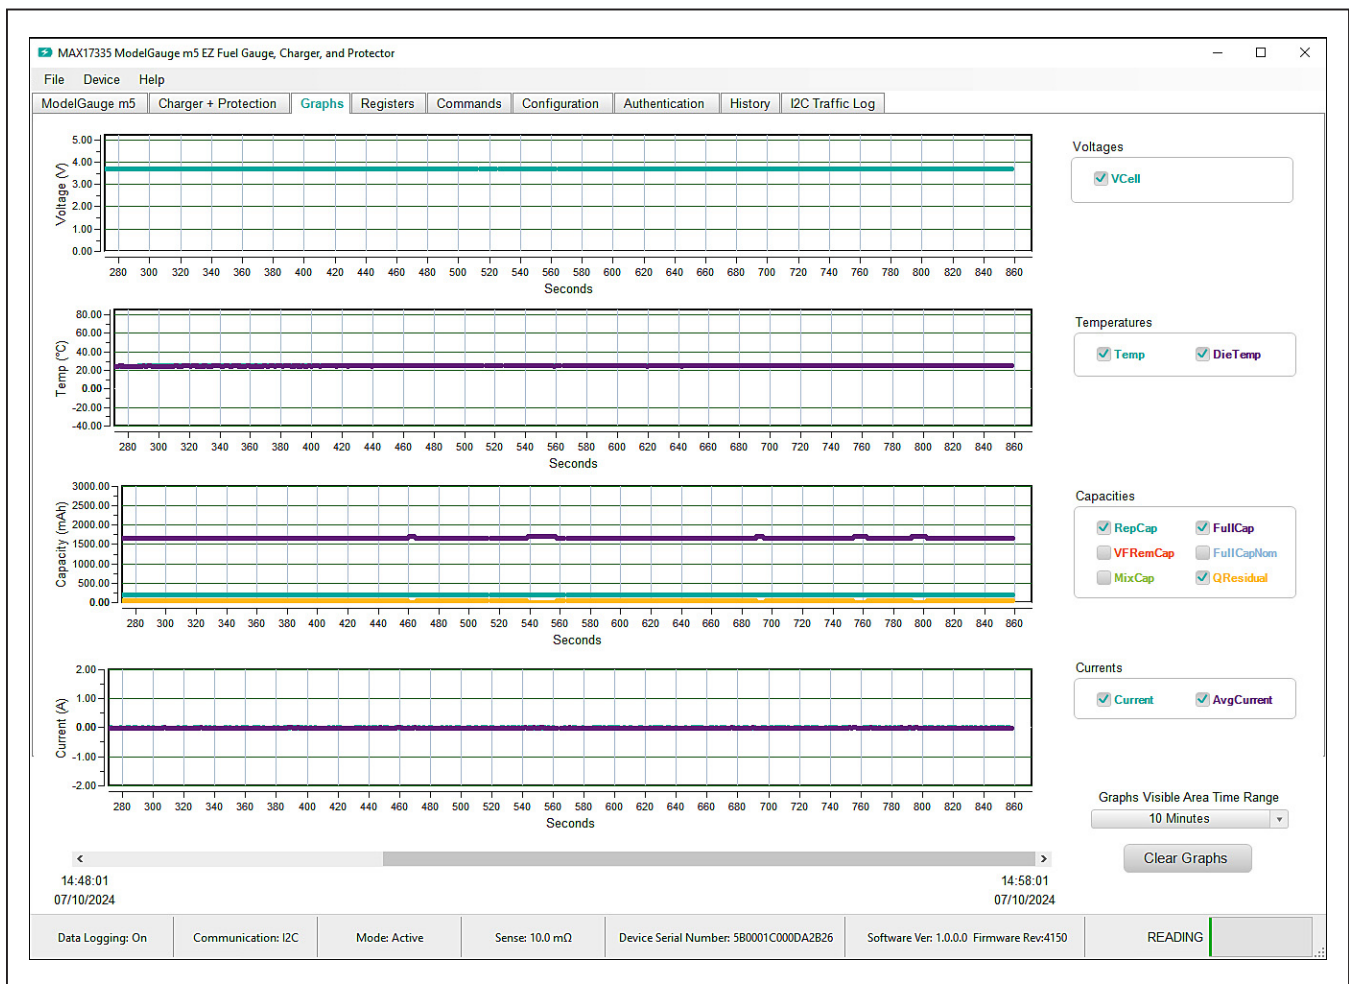 MAX17335 ModelGauge m5 EZ Fuel Gauge, Charger, and Protector
File Device Help
ModelGauge m5 Charger + Protection Graphs Registers Commands Configuration Authentication History I2C Traffic Log
Voltage (V)
5.00
4.00
3.00
2.00
1.00
0.00
280 300 320 340 360 380 400 420 440 460 480 500 520 540 560 580 600 620 640 660 680 700 720 740 760 780 800 820 840 860
Seconds
Voltages
VCell
Temp (°C)
80.00
60.00
40.00
20.00
0.00
-20.00
-40.00
280 300 320 340 360 380 400 420 440 460 480 500 520 540 560 580 600 620 640 660 680 700 720 740 760 780 800 820 840 860
Seconds
Temperatures
Temp DieTemp
Capacity (mAh)
3000.00
2500.00
2000.00
1500.00
1000.00
500.00
0.00
280 300 320 340 360 380 400 420 440 460 480 500 520 540 560 580 600 620 640 660 680 700 720 740 760 780 800 820 840 860
Seconds
Capacities
RepCap FullCap
VFRemCap FullCapNom
MixCap QResidual
Current (A)
2.00
1.00
0.00
-1.00
-2.00
280 300 320 340 360 380 400 420 440 460 480 500 520 540 560 580 600 620 640 660 680 700 720 740 760 780 800 820 840 860
Seconds
Currents
Current AvgCurrent
Graphs Visible Area Time Range
10 Minutes
Clear Graphs
14:48:01 14:58:01
07/10/2024 07/10/2024
Data Logging: On Communication: I2C Mode: Active Sense: 10.0 mΩ Device Serial Number: 5B0001C000DA2B26 Software Ver: 1.0.0.0 Firmware Rev:4150 READING